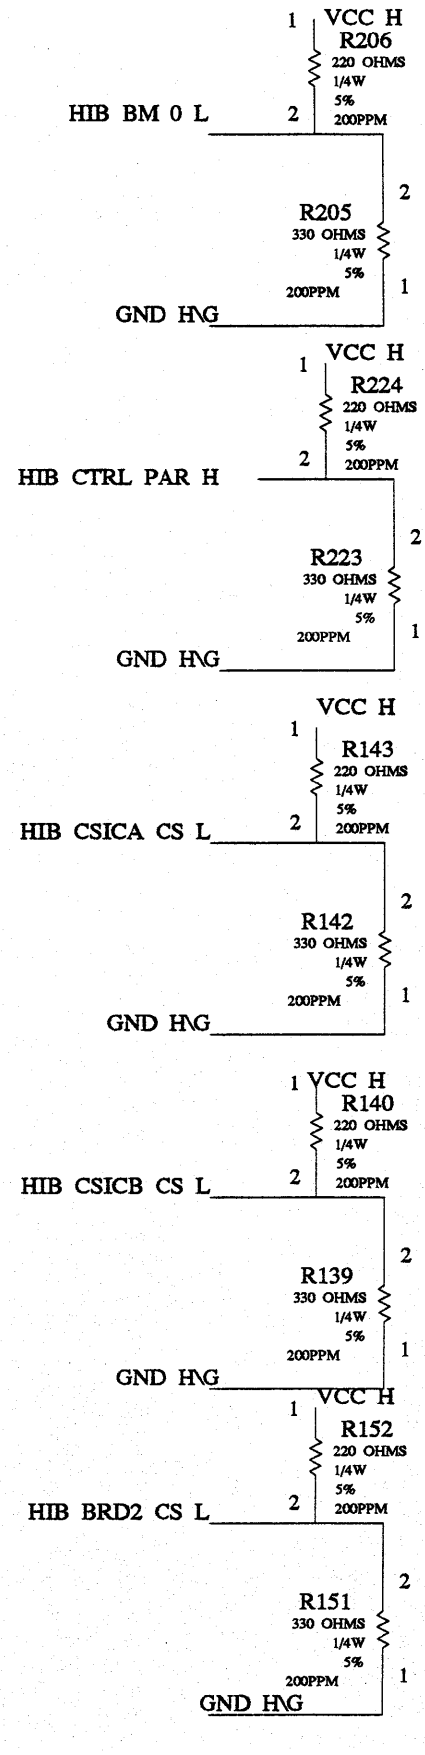 1 VCC H
R206
220 OHMS
1/4W
5%
200PPM
HIB BM 0 L
2
2
R205
330 OHMS
1/4W
5%
200PPM
1
GND H\G
VCC H
1
R224
220 OHMS
1/4W
5%
200PPM
2
HIB CTRL PAR H
2
R223
330 OHMS
1/4W
5%
200PPM
1
GND H\G
VCC H
1
R143
220 OHMS
1/4W
5%
200PPM
2
HIB CSICA CS L
2
R142
330 OHMS
1/4W
5%
200PPM
1
GND H\G
1 VCC H
R140
220 OHMS
1/4W
5%
200PPM
2
HIB CSICB CS L
2
R139
330 OHMS
1/4W
5%
200PPM
1
GND H\G
VCC H
1
R152
220 OHMS
1/4W
5%
200PPM
2
HIB BRD2 CS L
2
R151
330 OHMS
1/4W
5%
200PPM
1
GND H\G